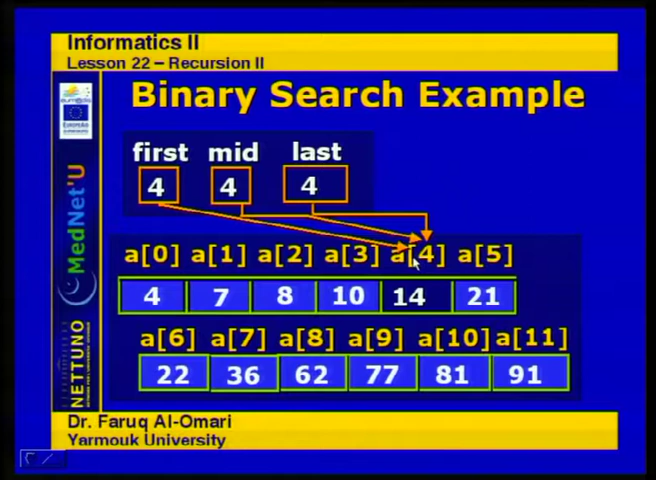 Informatics II
Lesson 22 – Recursion II
Binary Search Example
first mid last
4 4 4
a[0] a[1] a[2] a[3] a[4] a[5]
4 7 8 10 14 21
a[6] a[7] a[8] a[9] a[10] a[11]
22 36 62 77 81 91
MedNet'U
NETTUNO
Dr. Faruq Al-Omari
Yarmouk University